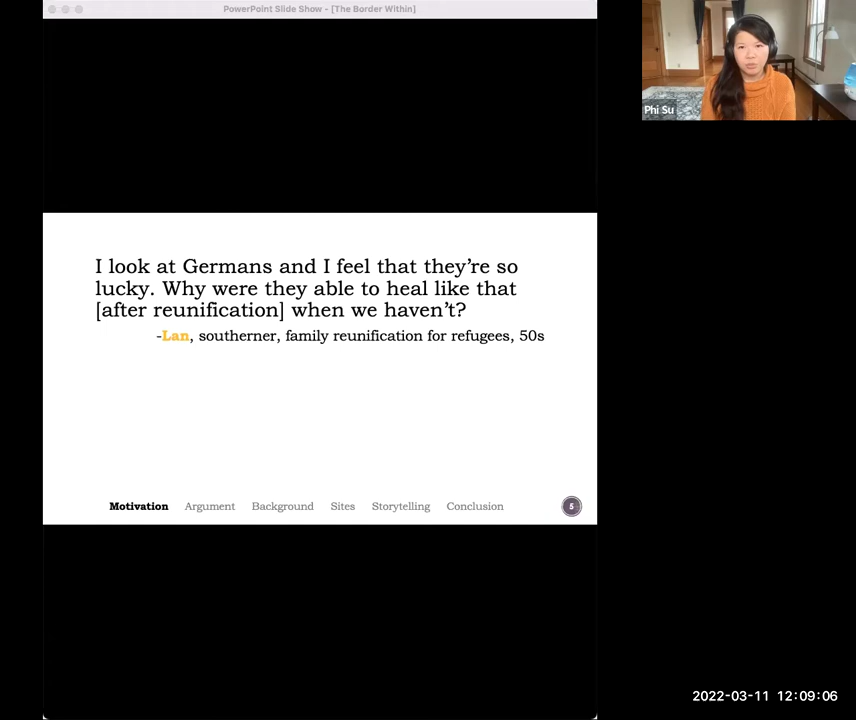 PowerPoint Slide Show - [The Border Within]
Phi Su
I look at Germans and I feel that they're so
lucky. Why were they able to heal like that
[after reunification] when we haven't?
-Lan, southerner, family reunification for refugees, 50s
Motivation Argument Background Sites Storytelling Conclusion
5
2022-03-11 12:09:06